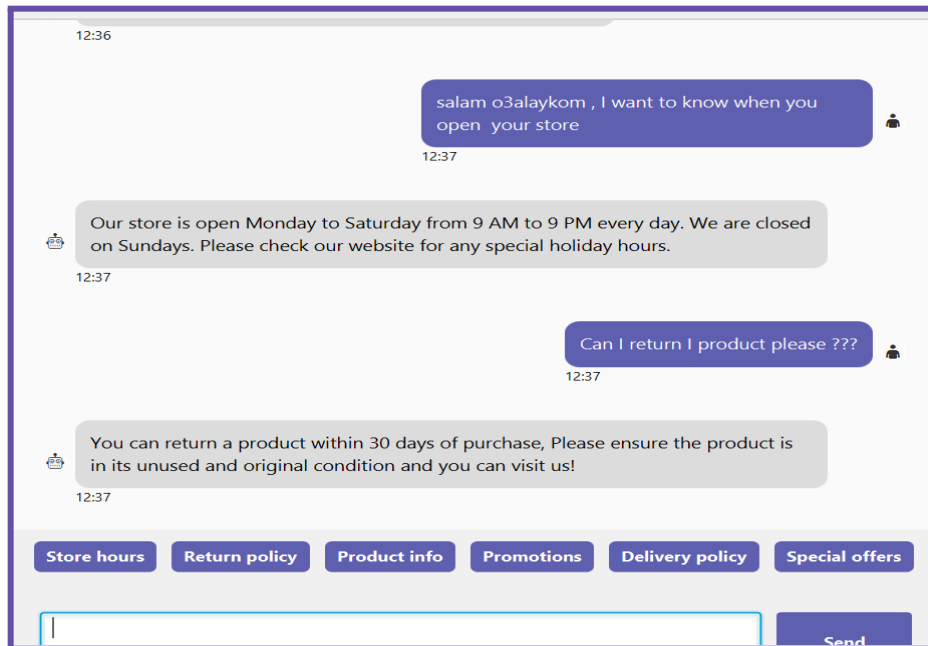 12:36
salam o3alaykom , I want to know when you
open  your store
12:37
Our store is open Monday to Saturday from 9 AM to 9 PM every day. We are closed
on Sundays. Please check our website for any special holiday hours.
12:37
Can I return I product please ???
12:37
You can return a product within 30 days of purchase, Please ensure the product is
in its unused and original condition and you can visit us!
12:37
Store hours Return policy Product info Promotions Delivery policy Special offers
Send